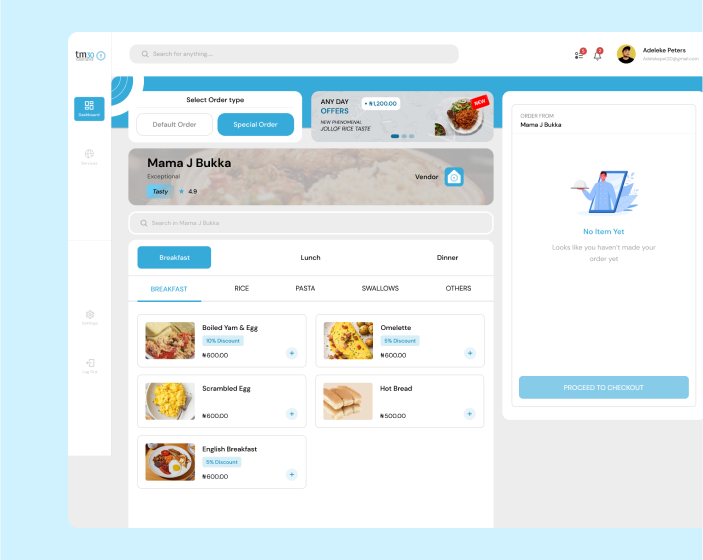 tm30
Search for anything....
Adeleke Peters
Adelekeper30@gmail.com
Dashboard
Services
Settings
Log Out
Select Order type
Default Order
Special Order
ANY DAY
OFFERS
₦1,200.00
NEW
NEW PHENOMENAL
JOLLOF RICE TASTE
Mama J Bukka
Exceptional
Tasty
4.9
Vendor
Search in Mama J Bukka
Breakfast
Lunch
Dinner
BREAKFAST
RICE
PASTA
SWALLOWS
OTHERS
Boiled Yam & Egg
10% Discount
₦600.00
Omelette
5% Discount
₦600.00
Scrambled Egg
₦600.00
Hot Bread
₦500.00
English Breakfast
5% Discount
₦600.00
ORDER FROM
Mama J Bukka
No Item Yet
Looks like you haven't made your
order yet
PROCEED TO CHECKOUT